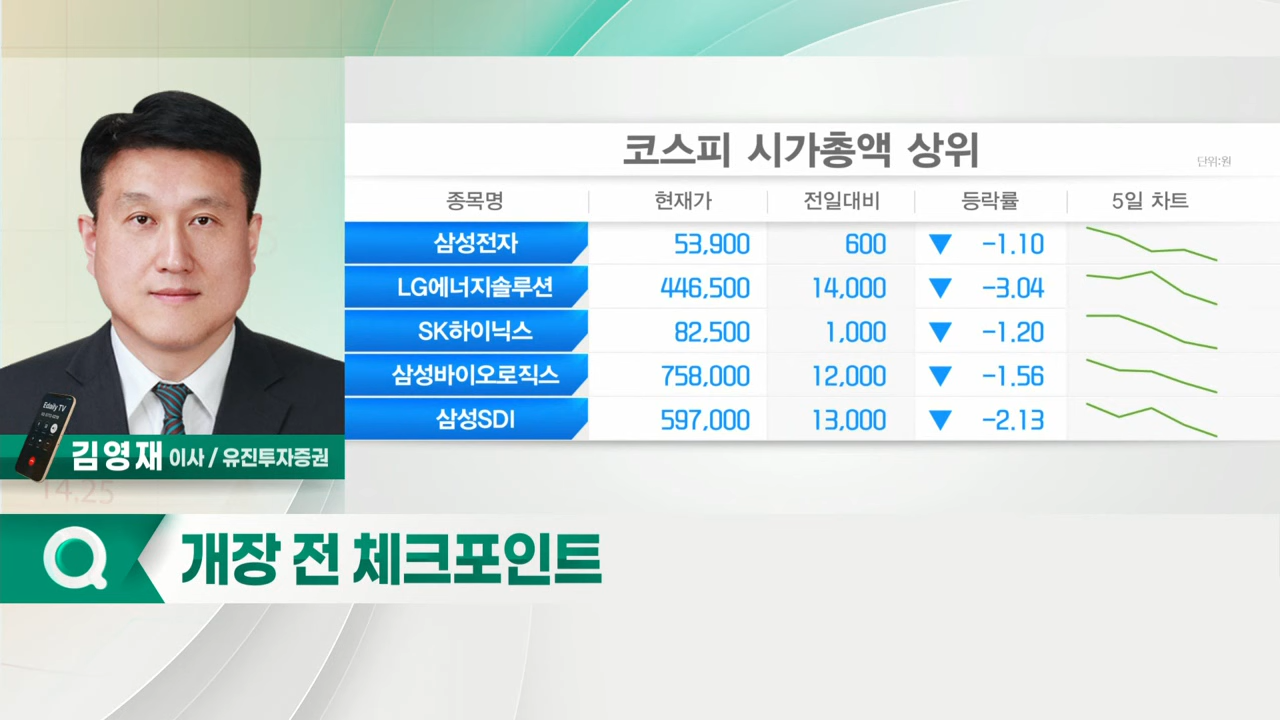 코스피 시가총액 상위
단위:원
종목명 현재가 전일대비 등락률 5일 차트
삼성전자 53,900 600 ▼ -1.10
LG에너지솔루션 446,500 14,000 ▼ -3.04
SK하이닉스 82,500 1,000 ▼ -1.20
삼성바이오로직스 758,000 12,000 ▼ -1.56
삼성SDI 597,000 13,000 ▼ -2.13
Edaily TV
김영재 이사 / 유진투자증권
14.25
개장 전 체크포인트